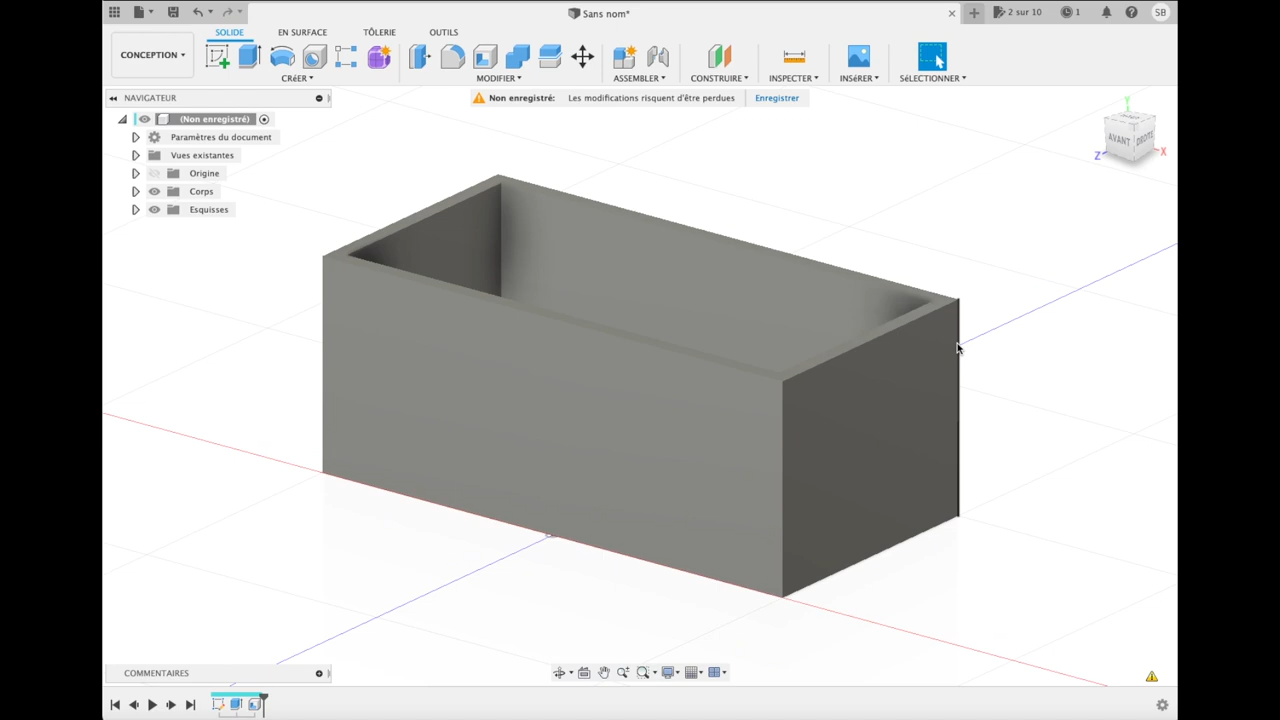 Sans nom*
2 sur 10
1
SB
CONCEPTION
SOLIDE
EN SURFACE
TÔLERIE
OUTILS
CRéER
MODIFIER
ASSEMBLER
CONSTRUIRE
INSPECTER
INSéRER
SéLECTIONNER
NAVIGATEUR
Non enregistré: Les modifications risquent d'être perdues Enregistrer
(Non enregistré)
Paramètres du document
Vues existantes
Origine
Corps
Esquisses
Y
AVANT
DROITE
Z
X
COMMENTAIRES